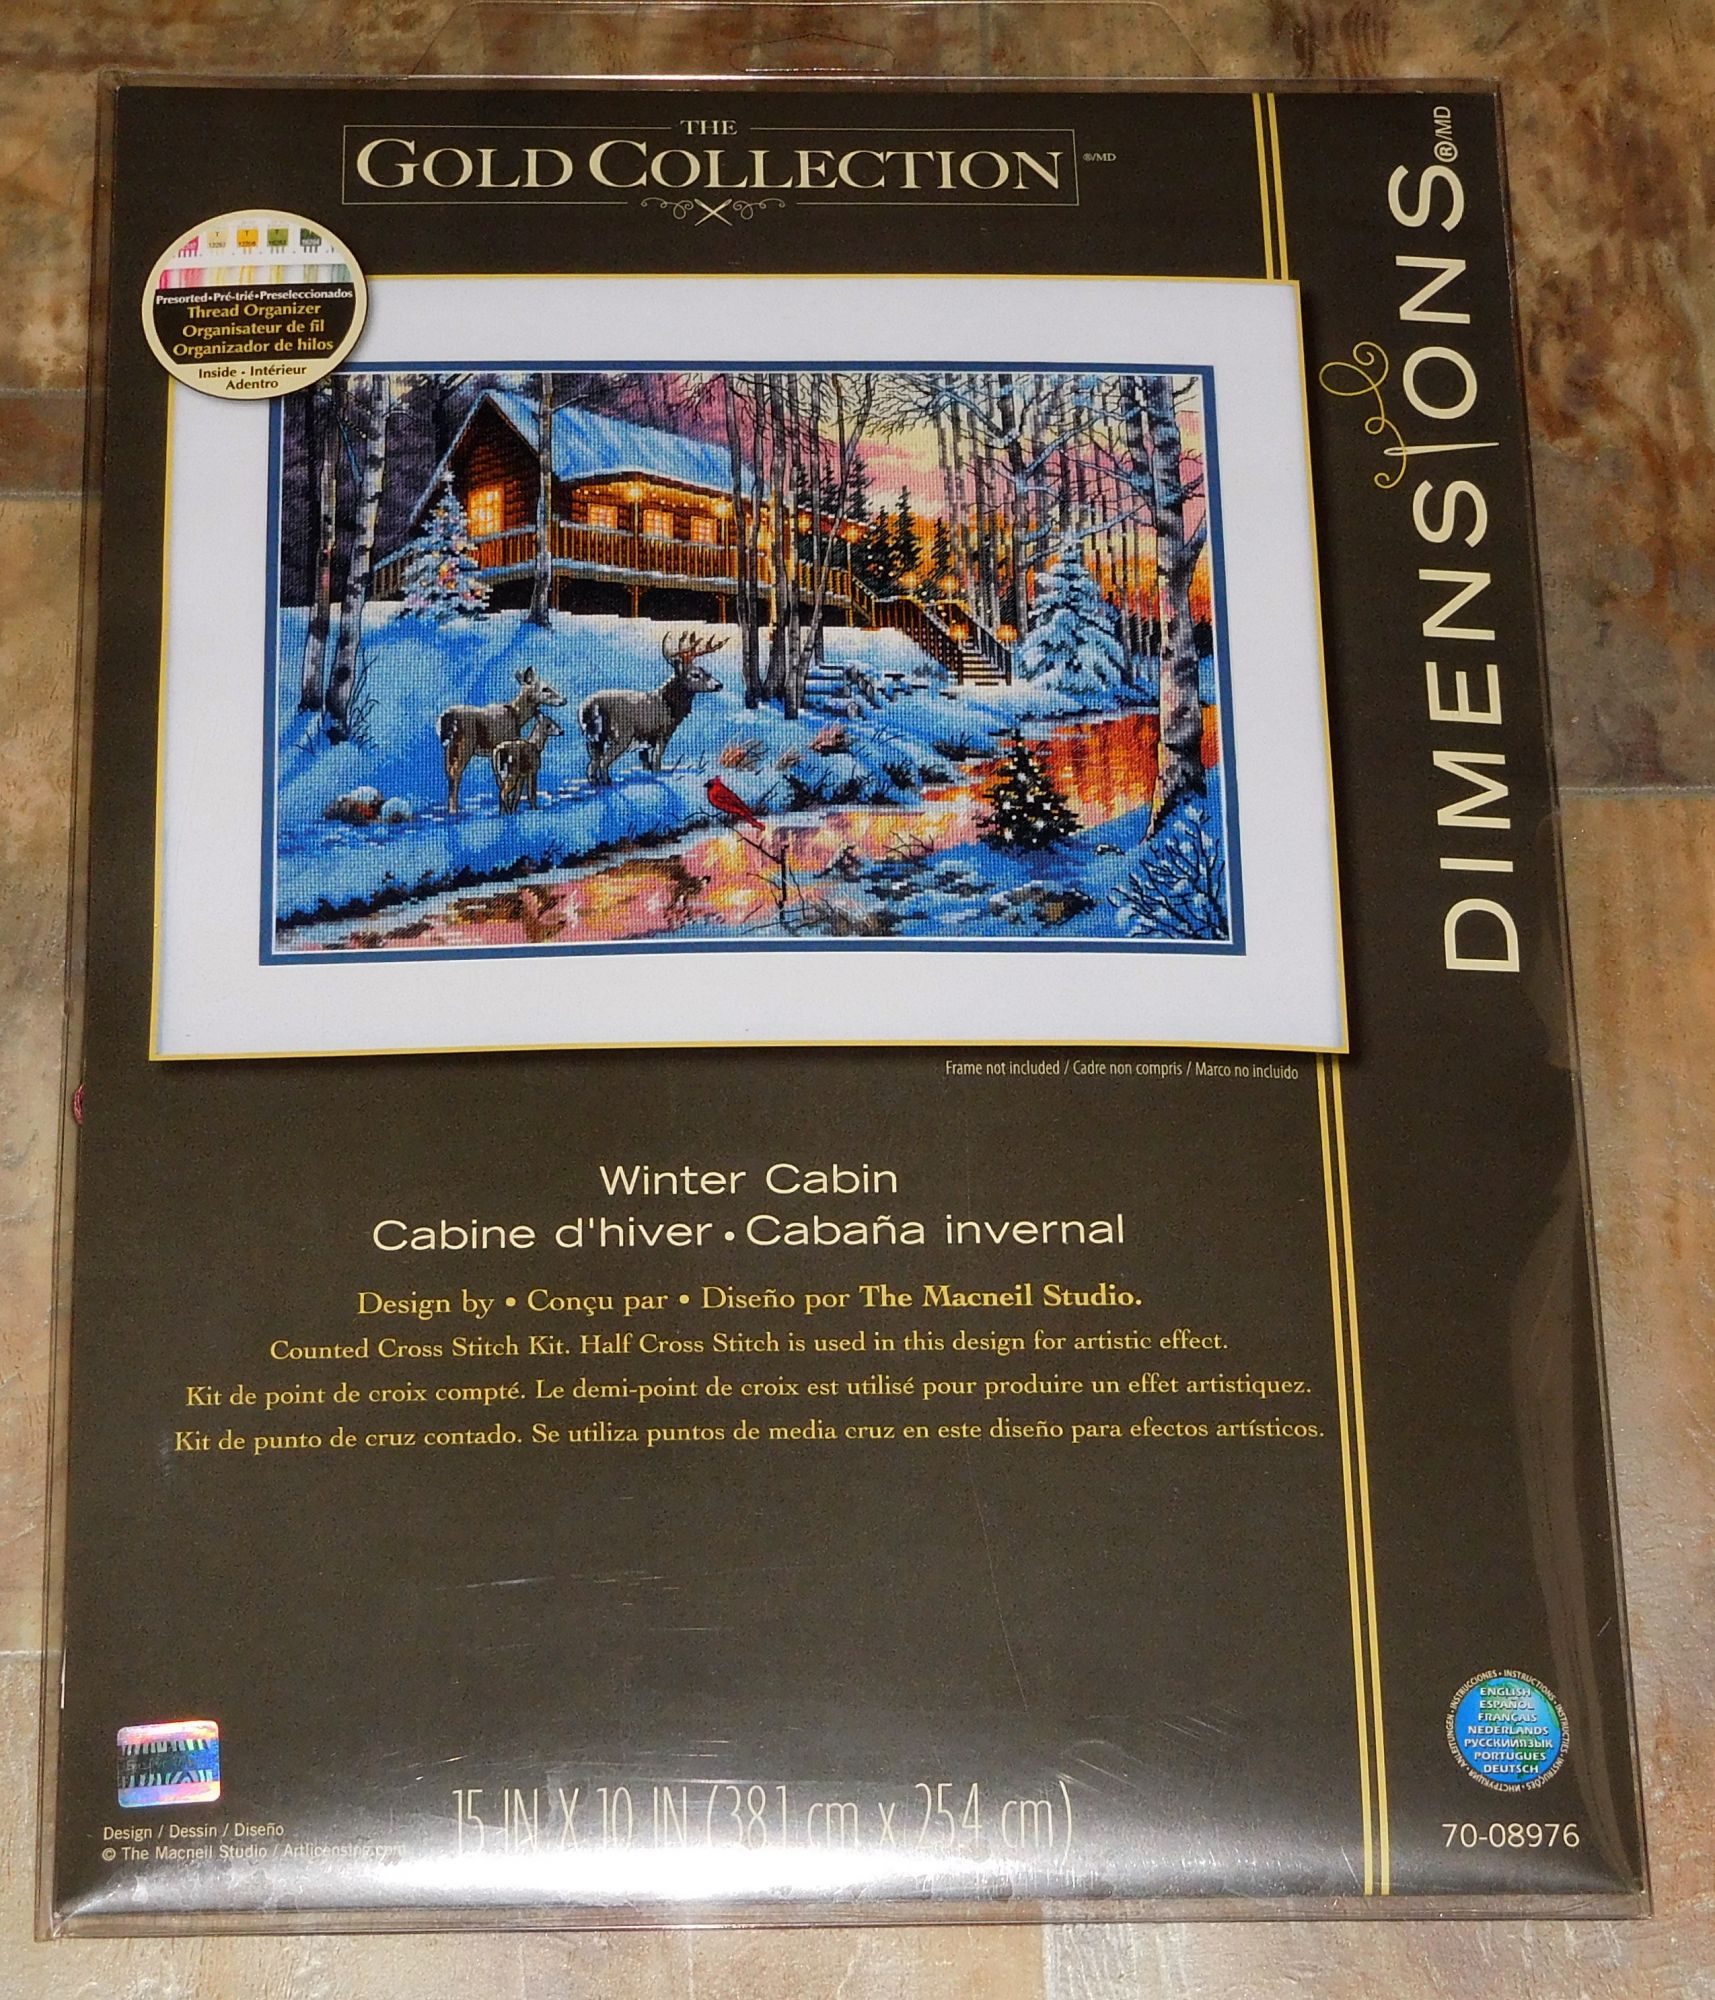 THE
GOLD COLLECTION ®/MD
DIMENSIONS®/MD
Presorted•Pré-trié•Preseleccionados
Thread Organizer
Organisateur de fil
Organizador de hilos
Inside - Intérieur
Adentro
Frame not included / Cadre non compris / Marco no incluido
Winter Cabin
Cabine d'hiver • Cabaña invernal
Design by • Conçu par • Diseño por The Macneil Studio.
Counted Cross Stitch Kit. Half Cross Stitch is used in this design for artistic effect.
Kit de point de croix compté. Le demi-point de croix est utilisé pour produire un effet artistiquez.
Kit de punto de cruz contado. Se utiliza puntos de media cruz en este diseño para efectos artísticos.
ENGLISH
ESPAÑOL
FRANÇAIS
NEDERLANDS
РУССКИЙЯЗЫК
PORTUGUES
DEUTSCH
15 IN X 10 IN (38.1 cm x 25.4 cm)
Design / Dessin / Diseño
© The Macneil Studio / Artlicensing.com
70-08976